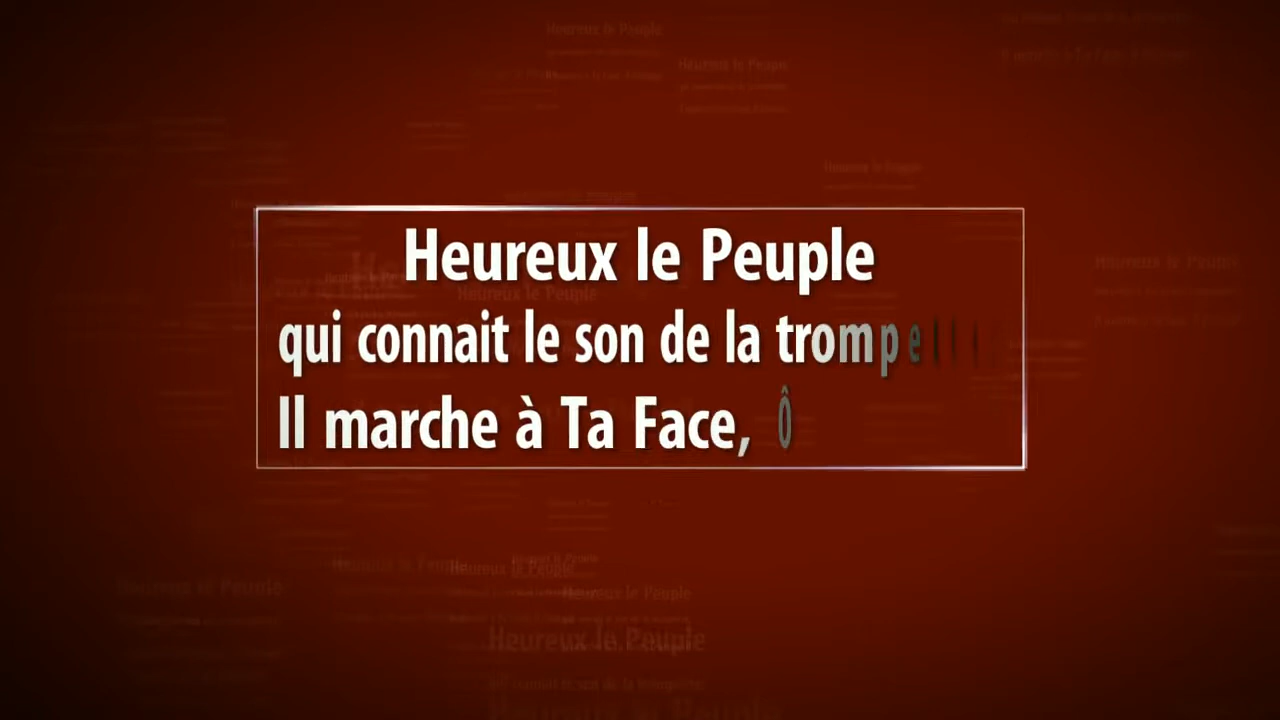 Heureux le Peuple
qui connait le son de la trompe
Il marche à Ta Face, Ô